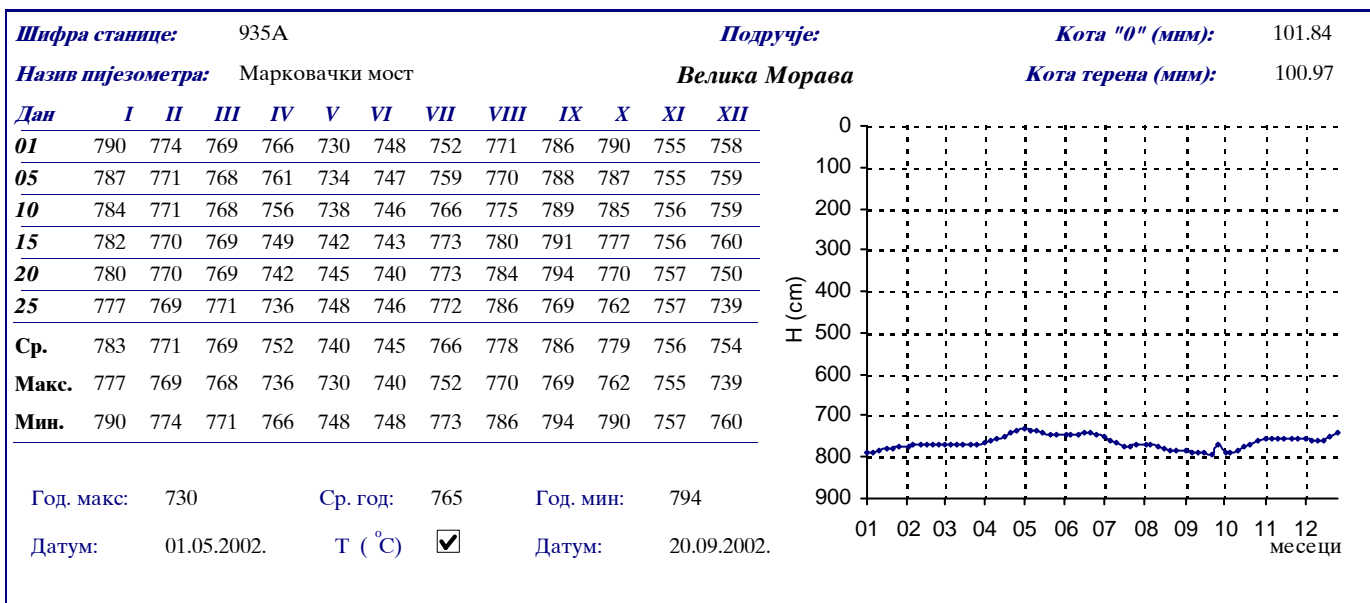 Шифра станице: 935А Подручје: Кота "0" (мнм): 101.84
Назив пијезометра: Марковачки мост Велика Морава Кота терена (мнм): 100.97
Дан I II III IV V VI VII VIII IX X XI XII
01 790 774 769 766 730 748 752 771 786 790 755 758
05 787 771 768 761 734 747 759 770 788 787 755 759
10 784 771 768 756 738 746 766 775 789 785 756 759
15 782 770 769 749 742 743 773 780 791 777 756 760
20 780 770 769 742 745 740 773 784 794 770 757 750
25 777 769 771 736 748 746 772 786 769 762 757 739
Ср. 783 771 769 752 740 745 766 778 786 779 756 754
Макс. 777 769 768 736 730 740 752 770 769 762 755 739
Мин. 790 774 771 766 748 748 773 786 794 790 757 760
Год. макс: 730 Ср. год: 765 Год. мин: 794
Датум: 01.05.2002. Т ( °C) Датум: 20.09.2002.
0
100
200
300
400
500
600
700
800
900
H (cm)
01 02 03 04 05 06 07 08 09 10 11 12
месеци